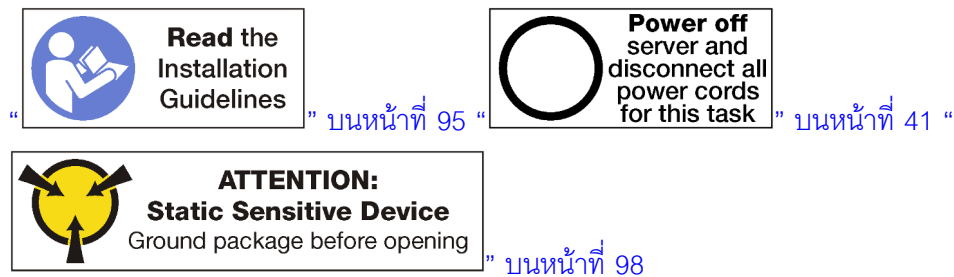 “ Read the
Installation
Guidelines ” บนหน้าที่ 95 “ Power off
server and
disconnect all
power cords
for this task ” บนหน้าที่ 41 “
ATTENTION:
Static Sensitive Device
Ground package before opening ” บนหน้าที่ 98